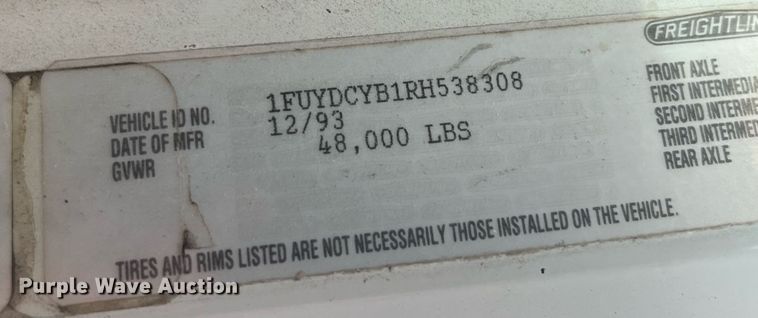 FREIGHTLIN
VEHICLE ID NO. 1FUYDCYB1RH538308
DATE OF MFR 12/93
GVWR 48,000 LBS
FRONT AXLE
FIRST INTERMEDIA
SECOND INTERME
THIRD INTERMED
REAR AXLE
TIRES AND RIMS LISTED ARE NOT NECESSARILY THOSE INSTALLED ON THE VEHICLE.
Purple Wave Auction